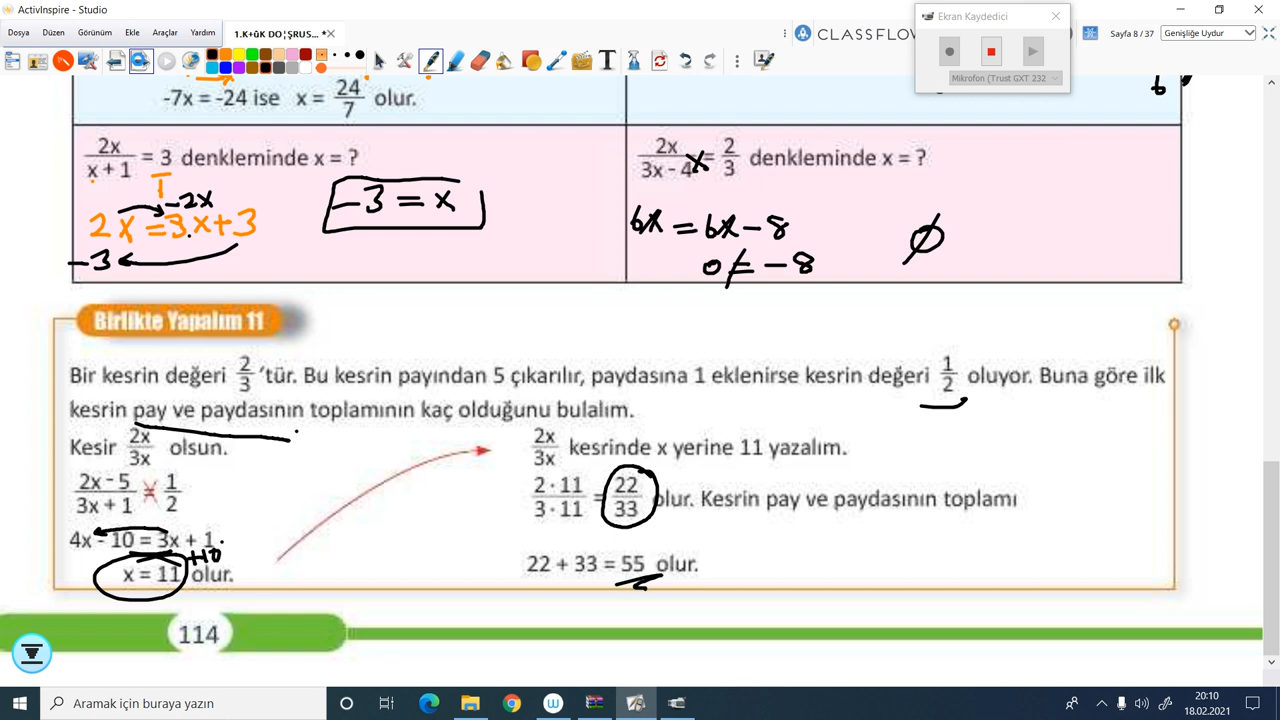 ActivInspire - Studio
Dosya Düzen Görünüm Ekle Araçlar Yardım
1.K+ûK DO¦ŞRUS...*
Ekran Kaydedici
Mikrofon (Trust GXT 232
CLASSFLOW
Sayfa 8 / 37
Genişliğine Uydur
-7x = -24 ise x = 24/7 olur.
6
2x/(x + 1) = 3 denkleminde x = ?
-2x
2x = 3x + 3
-3
-3 = x
2x/(3x - 4) = 2/3 denkleminde x = ?
6x = 6x - 8
0 ≠ -8
∅
Birlikte Yapalım 11
Bir kesrin değeri 2/3 'tür. Bu kesrin payından 5 çıkarılır, paydasına 1 eklenirse kesrin değeri 1/2 oluyor. Buna göre ilk
kesrin pay ve paydasının toplamının kaç olduğunu bulalım.
Kesir 2x/3x olsun.
(2x - 5)/(3x + 1) = 1/2
4x - 10 = 3x + 1
+10
x = 11 olur.
2x/3x kesrinde x yerine 11 yazalım.
(2 · 11)/(3 · 11) = 22/33 olur. Kesrin pay ve paydasının toplamı
22 + 33 = 55 olur.
114
Aramak için buraya yazın
20:10
18.02.2021